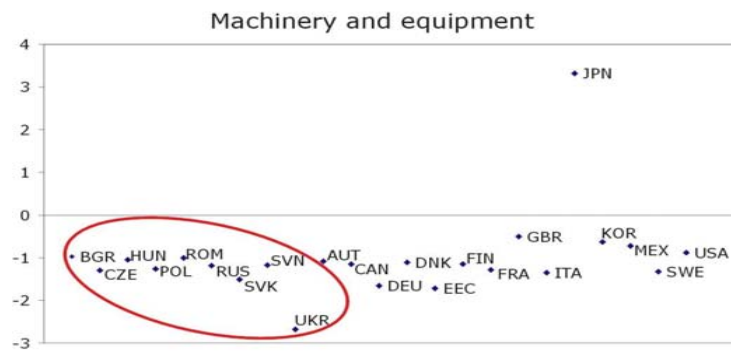 Machinery and equipment
4
3
JPN
2
1
0
GBR KOR
MEX
-1 BGR HUN ROM SVN AUT DNK FIN USA
CZE POL RUS CAN FRA ITA SWE
SVK DEU EEC
-2
UKR
-3